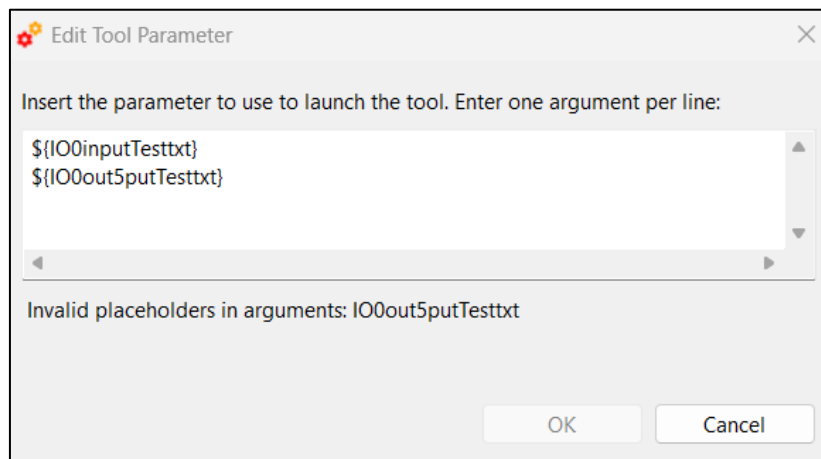 Edit Tool Parameter
Insert the parameter to use to launch the tool. Enter one argument per line:
${IO0inputTesttxt}
${IO0out5putTesttxt}
Invalid placeholders in arguments: IO0out5putTesttxt
OK
Cancel